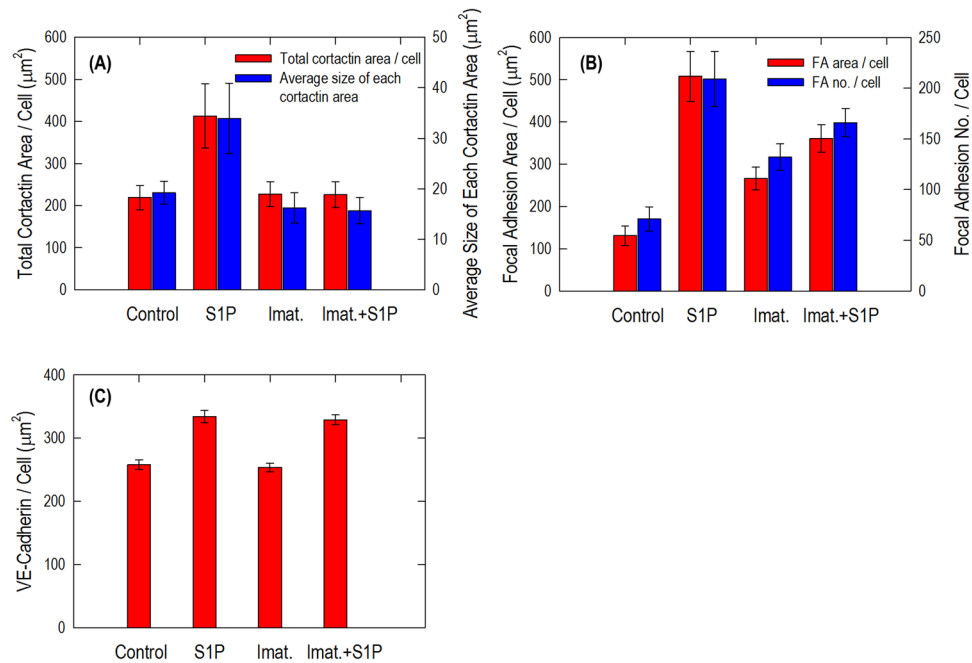 (A)
Total Cortactin Area / Cell (μm²)
600
500
400
300
200
100
0
Total cortactin area / cell
Average size of each
cortactin area
50
40
30
20
10
0
Average Size of Each Cortactin Area (μm²)
Control S1P Imat. Imat.+S1P
(B)
Focal Adhesion Area / Cell (μm²)
600
500
400
300
200
100
0
FA area / cell
FA no. / cell
250
200
150
100
50
0
Focal Adhesion No. / Cell
Control S1P Imat. Imat.+S1P
(C)
VE-Cadherin / Cell (μm²)
400
300
200
100
0
Control S1P Imat. Imat.+S1P